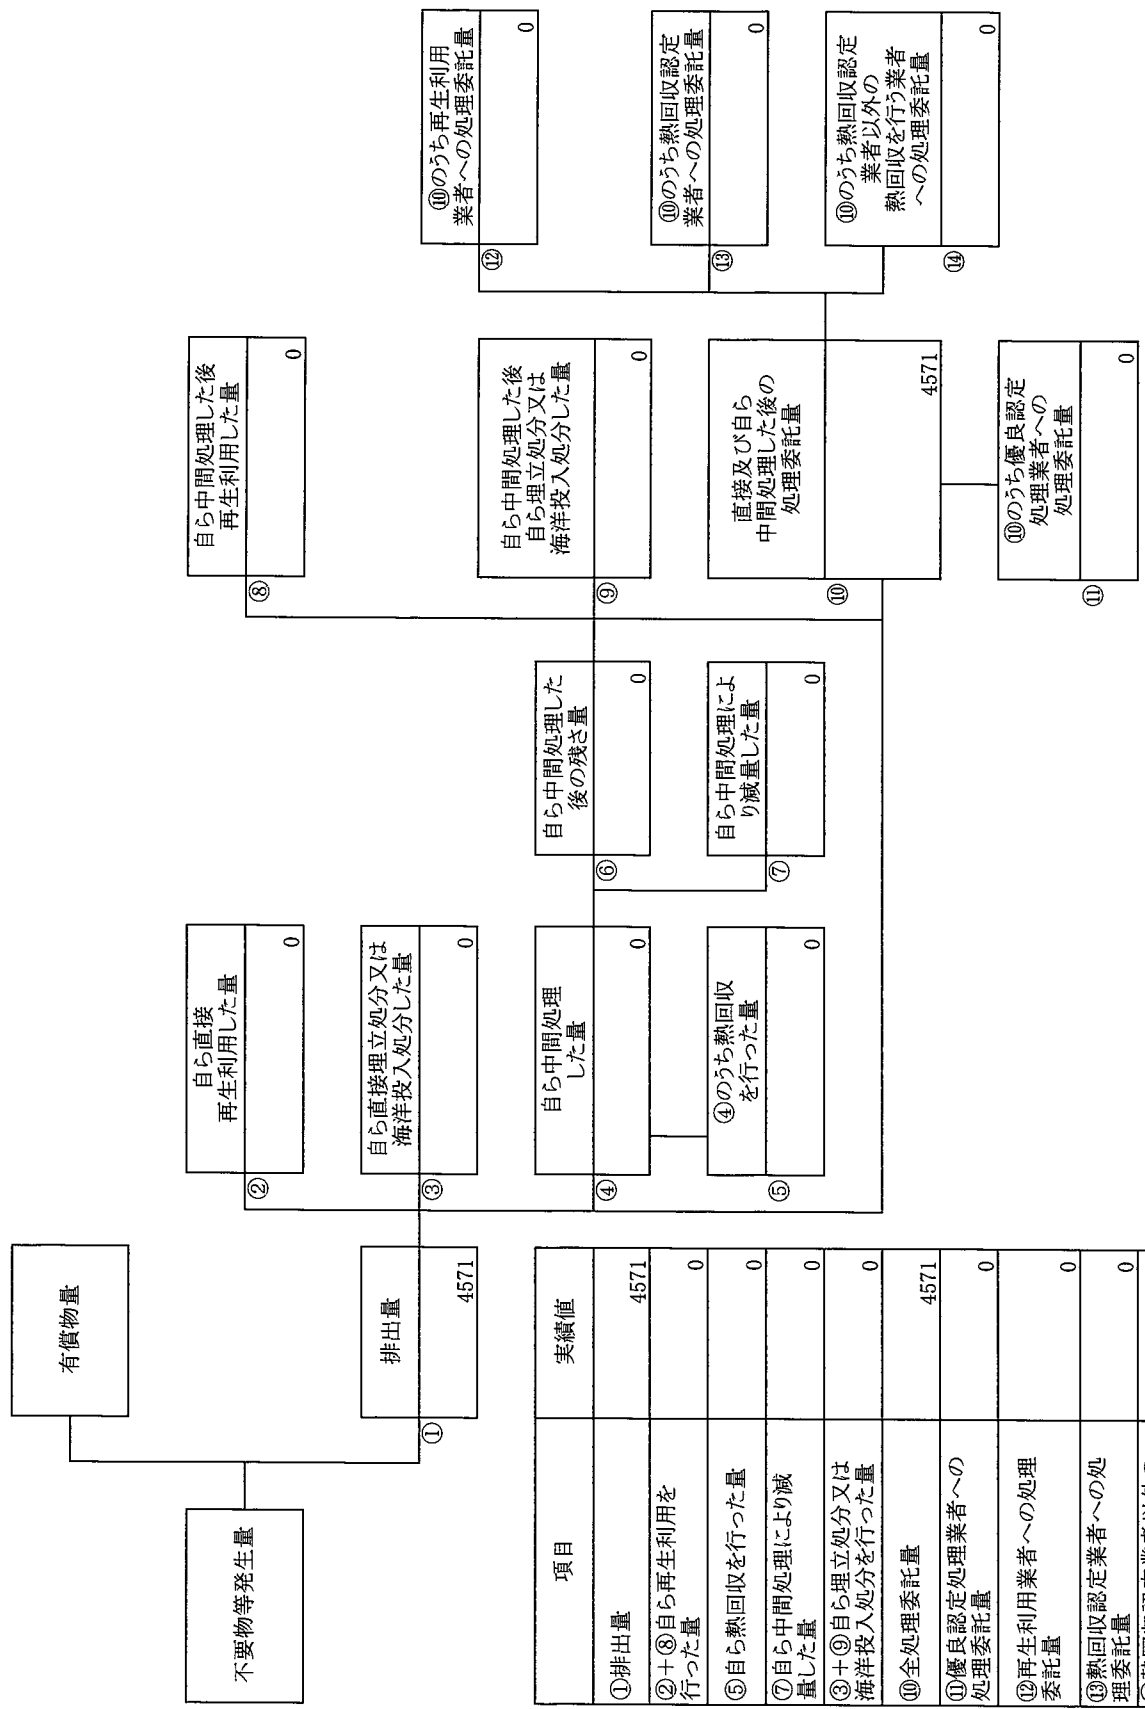 不要物等発生量
有償物量
①
排出量
4571
②
自ら直接
再生利用した量
0
③
自ら直接埋立処分又は
海洋投入処分した量
0
④
自ら中間処理
した量
0
⑤
④のうち熱回収
を行った量
0
⑥
自ら中間処理した
後の残さ量
0
⑦
自ら中間処理によ
り減量した量
0
⑧
自ら中間処理した後
再生利用した量
0
⑨
自ら中間処理した後
自ら埋立処分又は
海洋投入処分した量
0
⑩
直接及び自ら
中間処理した後の
処理委託量
4571
⑪
⑩のうち優良認定
処理業者への
処理委託量
0
⑫
⑩のうち再生利用
業者への処理委託量
0
⑬
⑩のうち熱回収認定
業者への処理委託量
0
⑭
⑩のうち熱回収認定
業者以外の
熱回収を行う業者
への処理委託量
0
項目 実績値
①排出量 4571
②+⑧自ら再生利用を
行った量 0
⑤自ら熱回収を行った量 0
⑦自ら中間処理により減
量した量 0
③+⑨自ら埋立処分又は
海洋投入処分を行った量 0
⑩全処理委託量 4571
⑪優良認定処理業者への
処理委託量 0
⑫再生利用業者への処理
委託量 0
⑬熱回収認定業者への処
理委託量 0